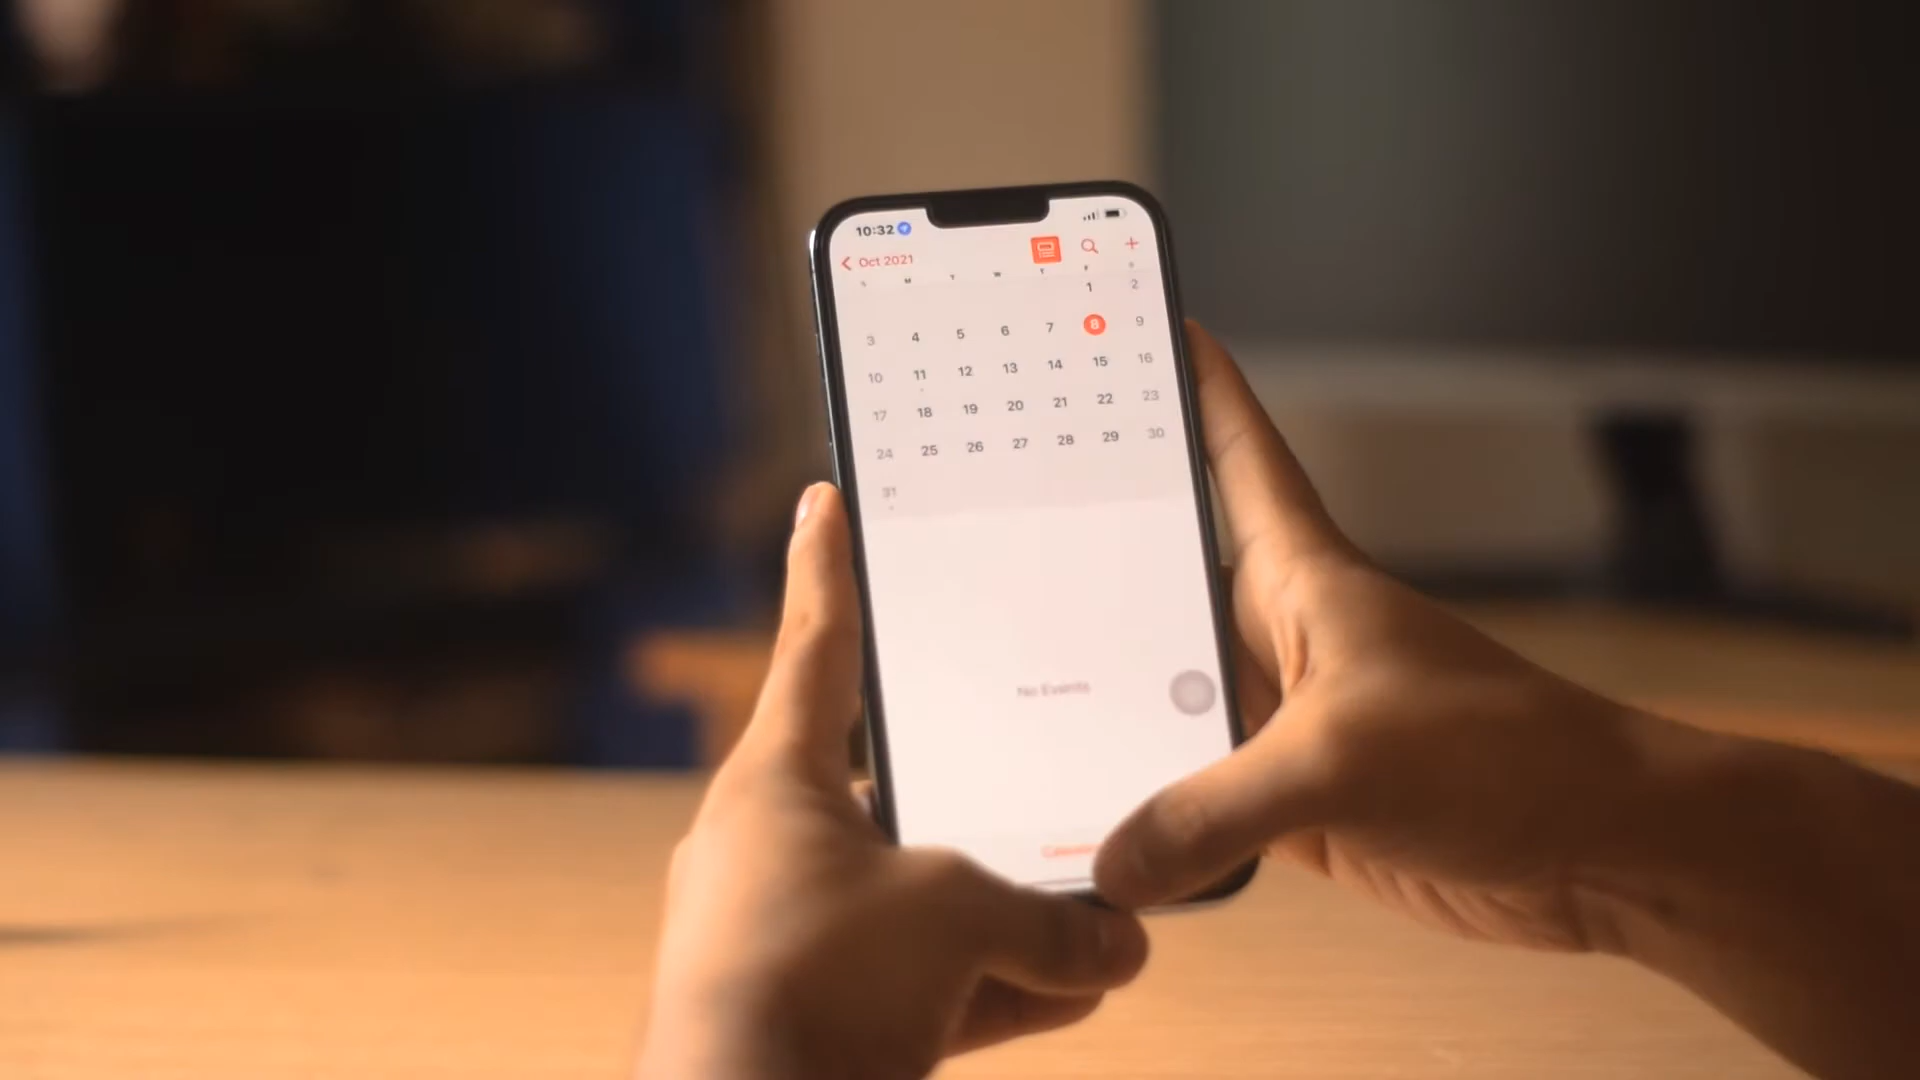 10:32
Oct 2021
S M T W T F S
1 2
3 4 5 6 7 8 9
10 11 12 13 14 15 16
17 18 19 20 21 22 23
24 25 26 27 28 29 30
31
No Events